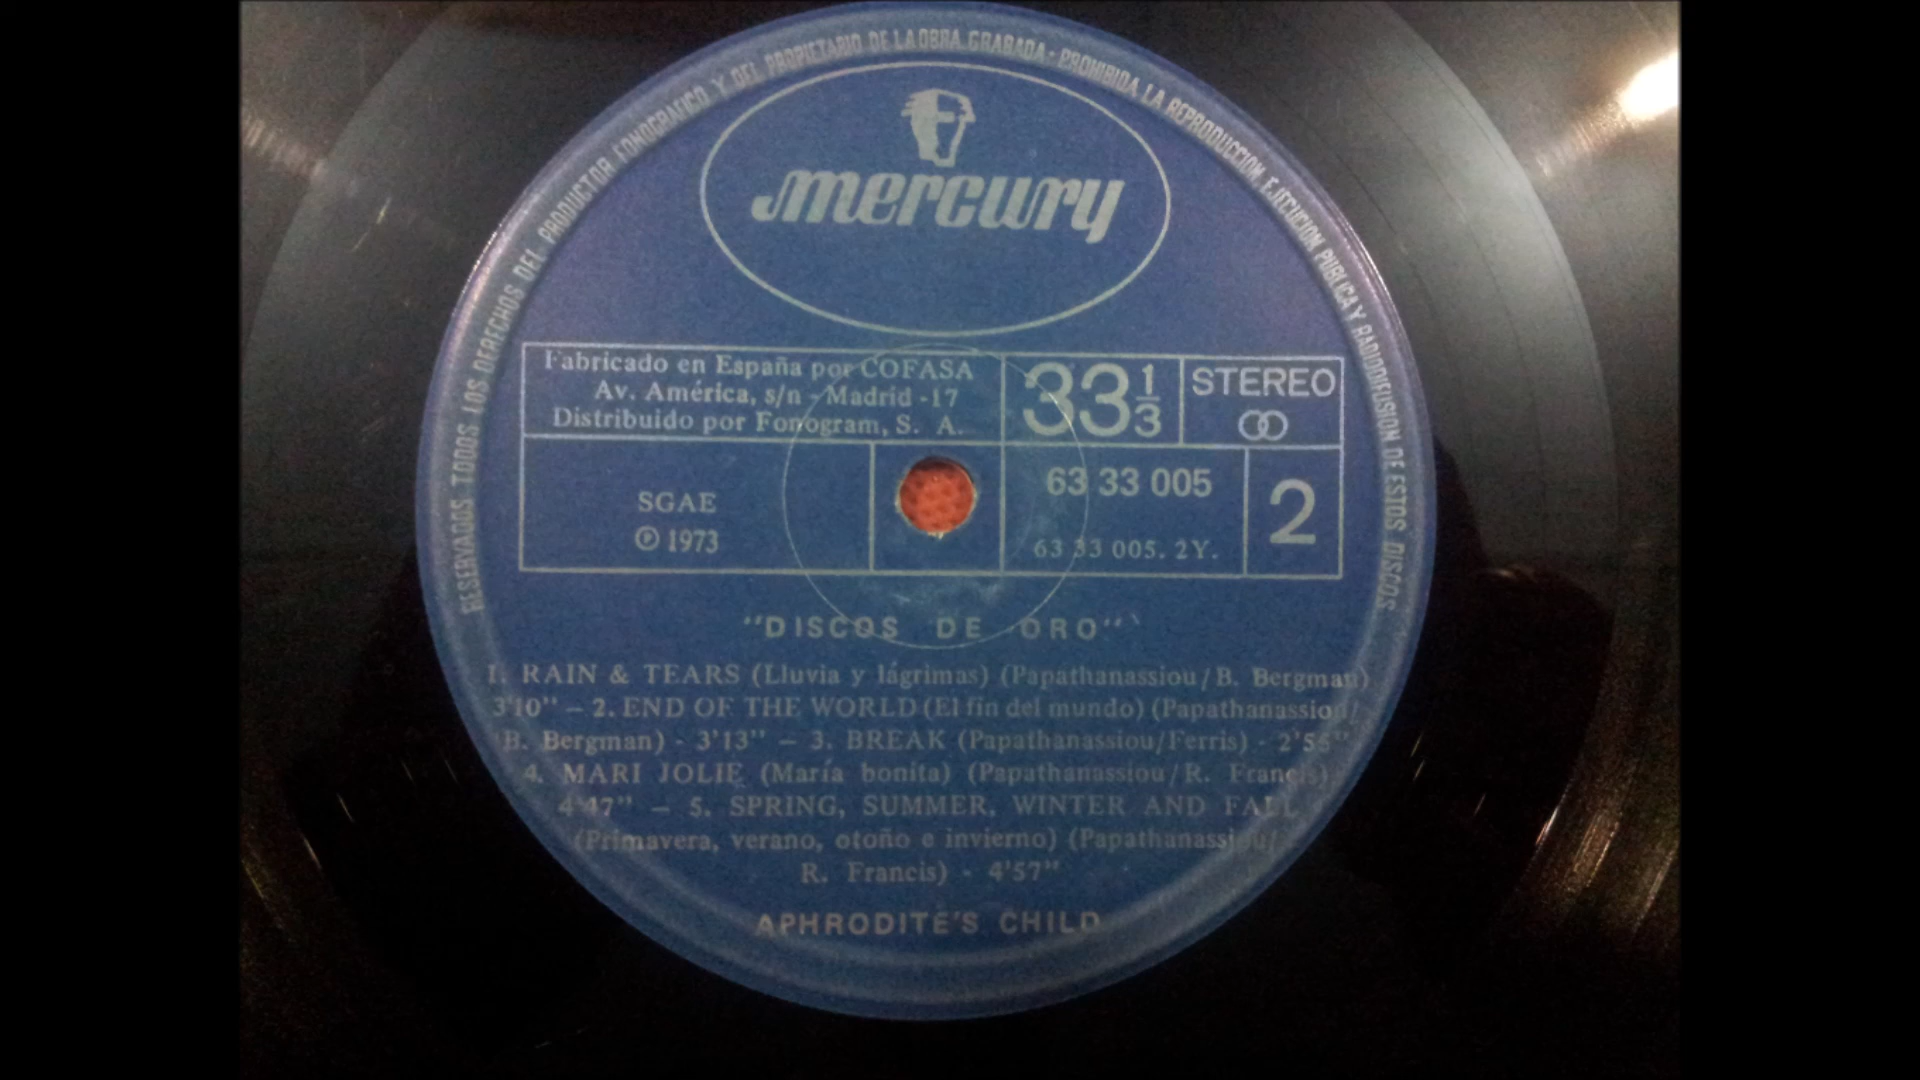 RESERVADOS TODOS LOS DERECHOS DEL PRODUCTOR FONOGRAFICO Y DEL PROPIETARIO DE LA OBRA GRABADA - PROHIBIDA LA REPRODUCCION, EJECUCION PUBLICA Y RADIODIFUSION DE ESTOS DISCOS
mercury
Fabricado en España por COFASA
Av. América, s/n - Madrid -17
Distribuido por Fonogram, S. A.
33 1/3
STEREO
SGAE
℗ 1973
63 33 005
63 33 005. 2Y.
2
"DISCOS DE ORO"
1. RAIN & TEARS (Lluvia y lágrimas) (Papathanassiou/B. Bergman)
3'10" – 2. END OF THE WORLD (El fin del mundo) (Papathanassiou/
B. Bergman) - 3'13" – 3. BREAK (Papathanassiou/Ferris) -
4. MARI JOLIE (María bonita) (Papathanassiou/R. Francis)
4'47" – 5. SPRING, SUMMER, WINTER AND FALL
(Primavera, verano, otoño e invierno) (Papathanassiou/
R. Francis) - 4'57"
APHRODITE'S CHILD